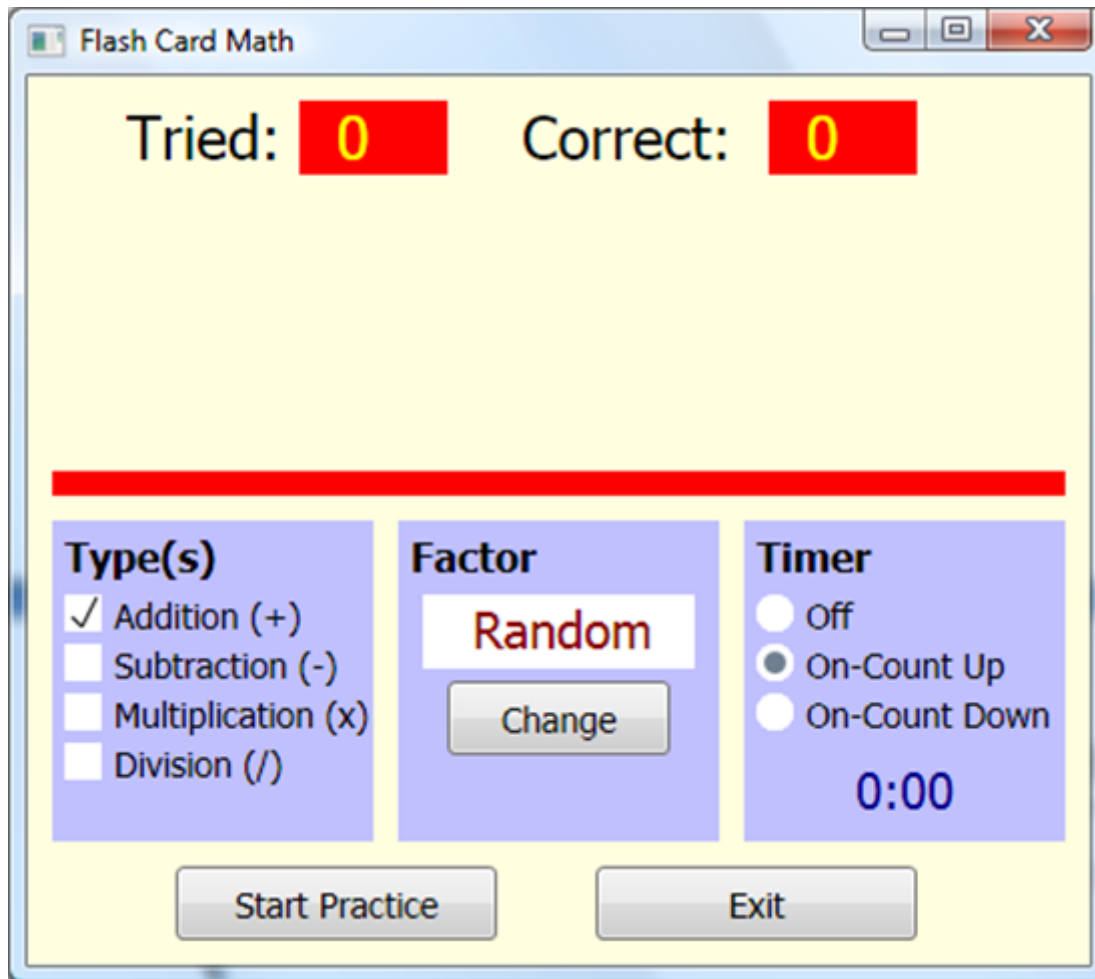 Flash Card Math
Tried: 0 Correct: 0
Type(s)
Addition (+)
Subtraction (-)
Multiplication (x)
Division (/)
Factor
Random
Change
Timer
Off
On-Count Up
On-Count Down
0:00
Start Practice
Exit